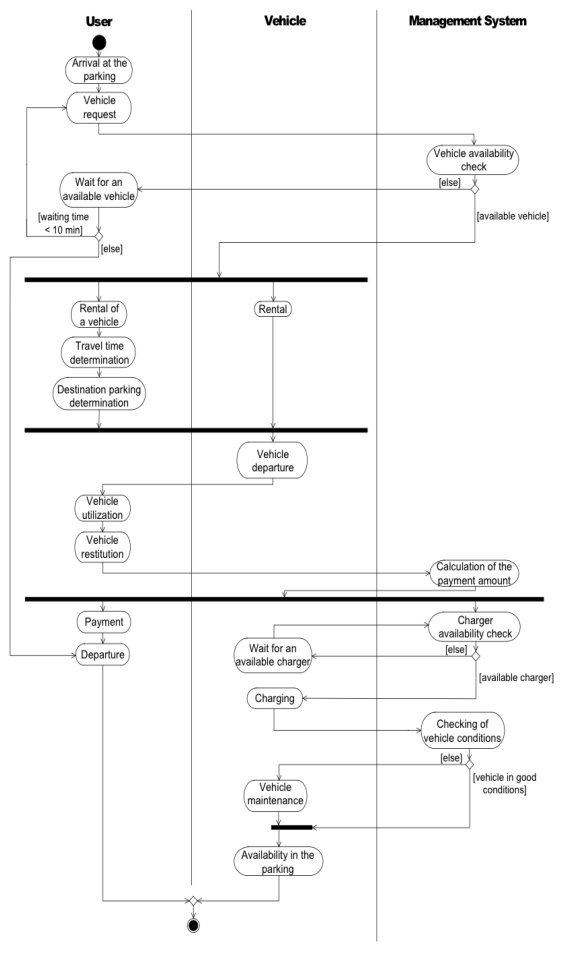 User
Vehicle
Management System
Arrival at the
parking
Vehicle
request
Vehicle availability
check
[else]
[available vehicle]
Wait for an
available vehicle
[waiting time
< 10 min]
[else]
Rental of
a vehicle
Rental
Travel time
determination
Destination parking
determination
Vehicle
departure
Vehicle
utilization
Vehicle
restitution
Calculation of the
payment amount
Payment
Charger
availability check
Departure
Wait for an
available charger
[else]
[available charger]
Charging
Checking of
vehicle conditions
[else]
[vehicle in good
conditions]
Vehicle
maintenance
Availability in the
parking